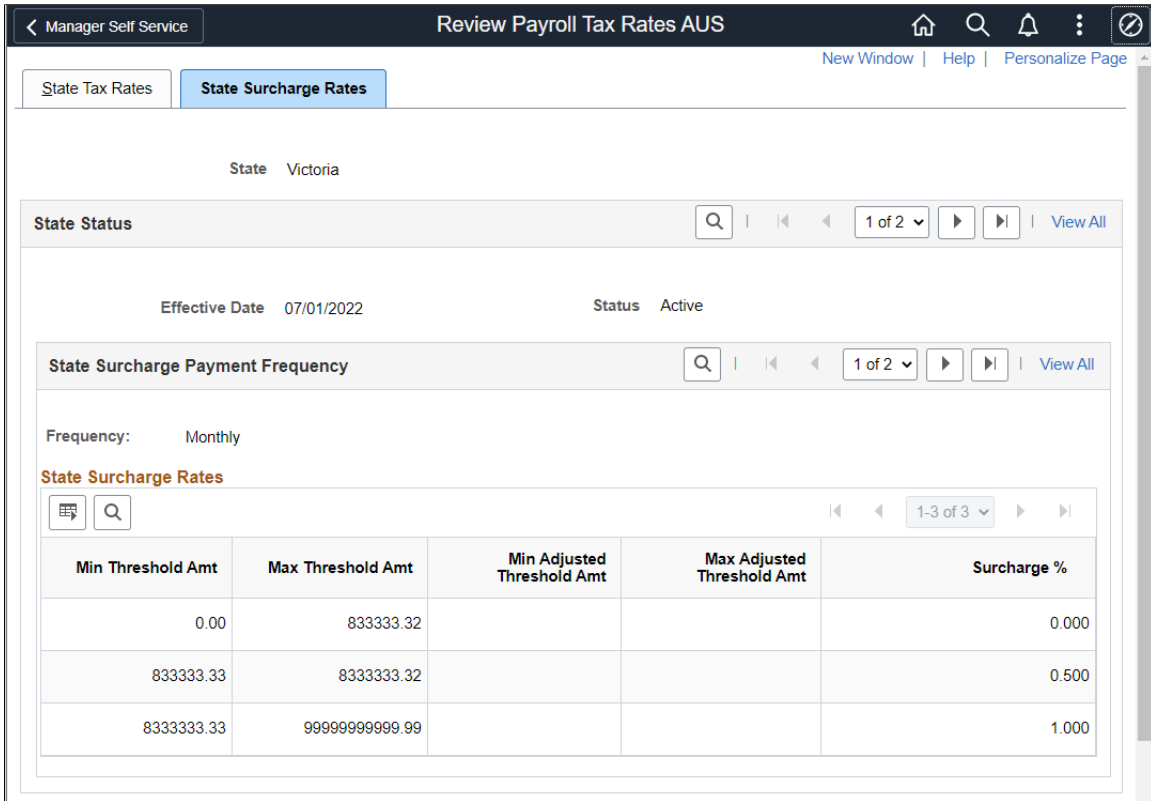 Manager Self Service
Review Payroll Tax Rates AUS
New Window | Help | Personalize Page
State Tax Rates
State Surcharge Rates
State Victoria
State Status
1 of 2
View All
Effective Date 07/01/2022 Status Active
State Surcharge Payment Frequency
1 of 2
View All
Frequency: Monthly
State Surcharge Rates
1-3 of 3
Min Threshold Amt Max Threshold Amt Min Adjusted Threshold Amt Max Adjusted Threshold Amt Surcharge %
0.00 833333.32 0.000
833333.33 8333333.32 0.500
8333333.33 99999999999.99 1.000